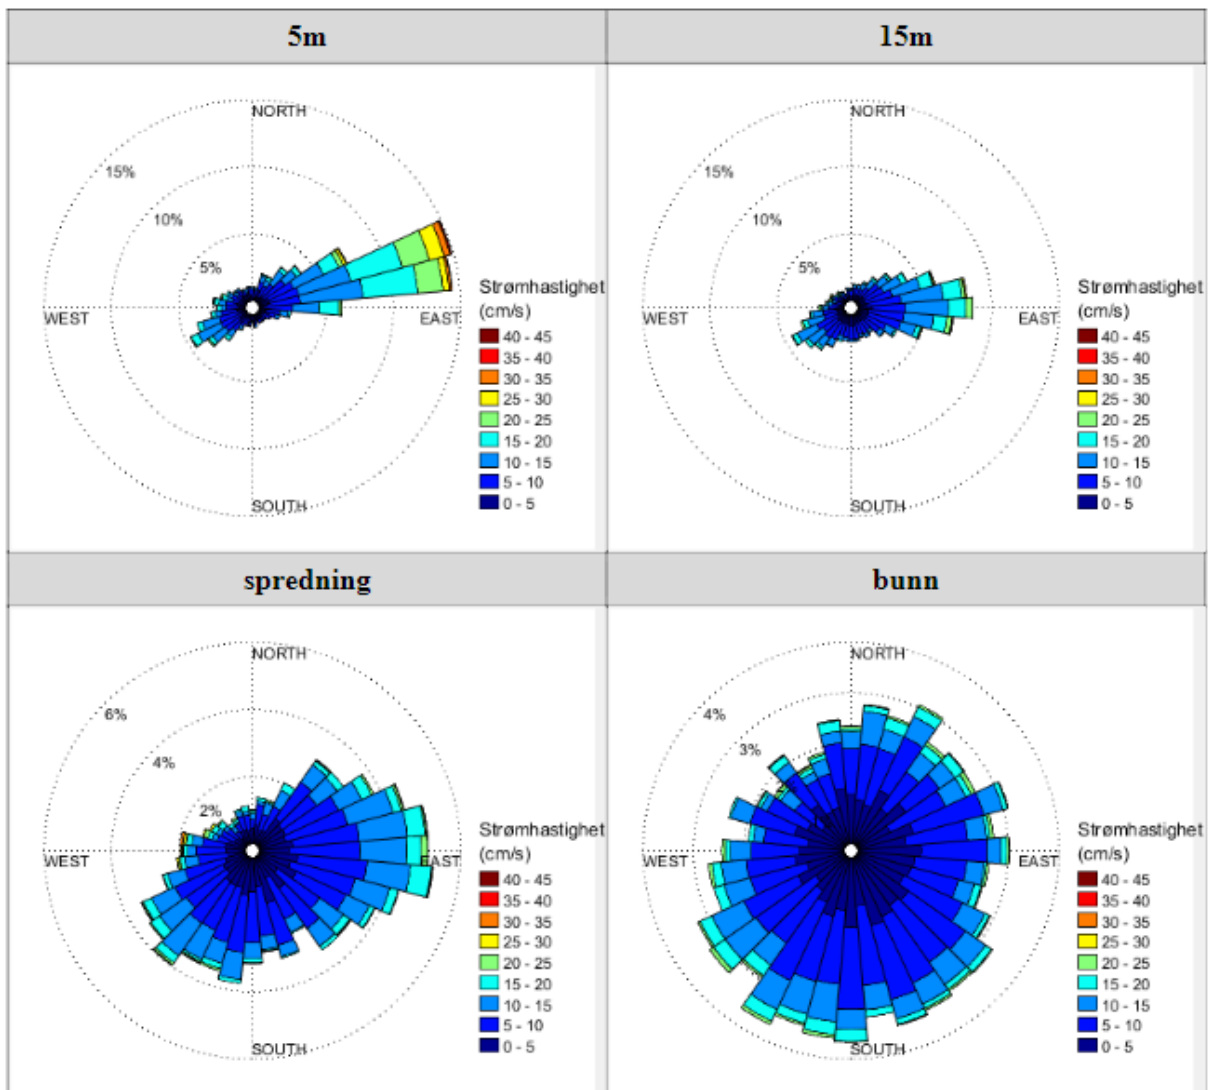 5m
15m
NORTH
15%
10%
5%
WEST
EAST
SOUTH
Strømhastighet
(cm/s)
40 - 45
35 - 40
30 - 35
25 - 30
20 - 25
15 - 20
10 - 15
5 - 10
0 - 5
NORTH
15%
10%
5%
WEST
EAST
SOUTH
Strømhastighet
(cm/s)
40 - 45
35 - 40
30 - 35
25 - 30
20 - 25
15 - 20
10 - 15
5 - 10
0 - 5
spredning
bunn
NORTH
6%
4%
2%
WEST
EAST
SOUTH
Strømhastighet
(cm/s)
40 - 45
35 - 40
30 - 35
25 - 30
20 - 25
15 - 20
10 - 15
5 - 10
0 - 5
NORTH
4%
3%
WEST
EAST
SOUTH
Strømhastighet
(cm/s)
40 - 45
35 - 40
30 - 35
25 - 30
20 - 25
15 - 20
10 - 15
5 - 10
0 - 5